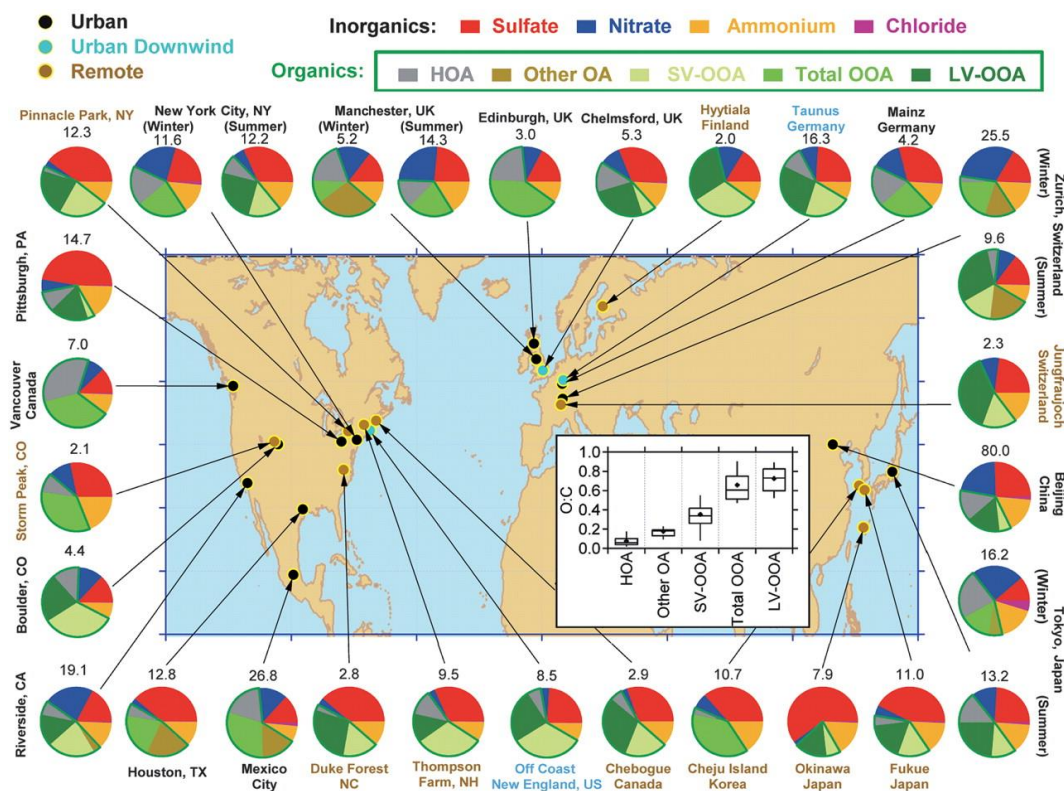 Urban
Urban Downwind
Remote
Inorganics: Sulfate Nitrate Ammonium Chloride
Organics: HOA Other OA SV-OOA Total OOA LV-OOA
Pinnacle Park, NY
12.3
New York City, NY
(Winter) (Summer)
11.6 12.2
Manchester, UK
(Winter) (Summer)
5.2 14.3
Edinburgh, UK
3.0
Chelmsford, UK
5.3
Hyytiala
Finland
2.0
Taunus
Germany
16.3
Mainz
Germany
4.2
25.5
(Winter)
Zurich, Switzerland
9.6
(Summer)
Switzerland
2.3
Jungfraujoch
Switzerland
80.0
Beijing
China
16.2
(Winter)
Tokyo, Japan
13.2
(Summer)
Pittsburgh, PA
14.7
Vancouver
Canada
7.0
Storm Peak, CO
2.1
Boulder, CO
4.4
Riverside, CA
19.1
12.8
Houston, TX
26.8
Mexico
City
2.8
Duke Forest
NC
9.5
Thompson
Farm, NH
8.5
Off Coast
New England, US
2.9
Chebogue
Canada
10.7
Cheju Island
Korea
7.9
Okinawa
Japan
11.0
Fukue
Japan
O:C
1.0
0.8
0.6
0.4
0.2
0.0
HOA
Other OA
SV-OOA
Total OOA
LV-OOA